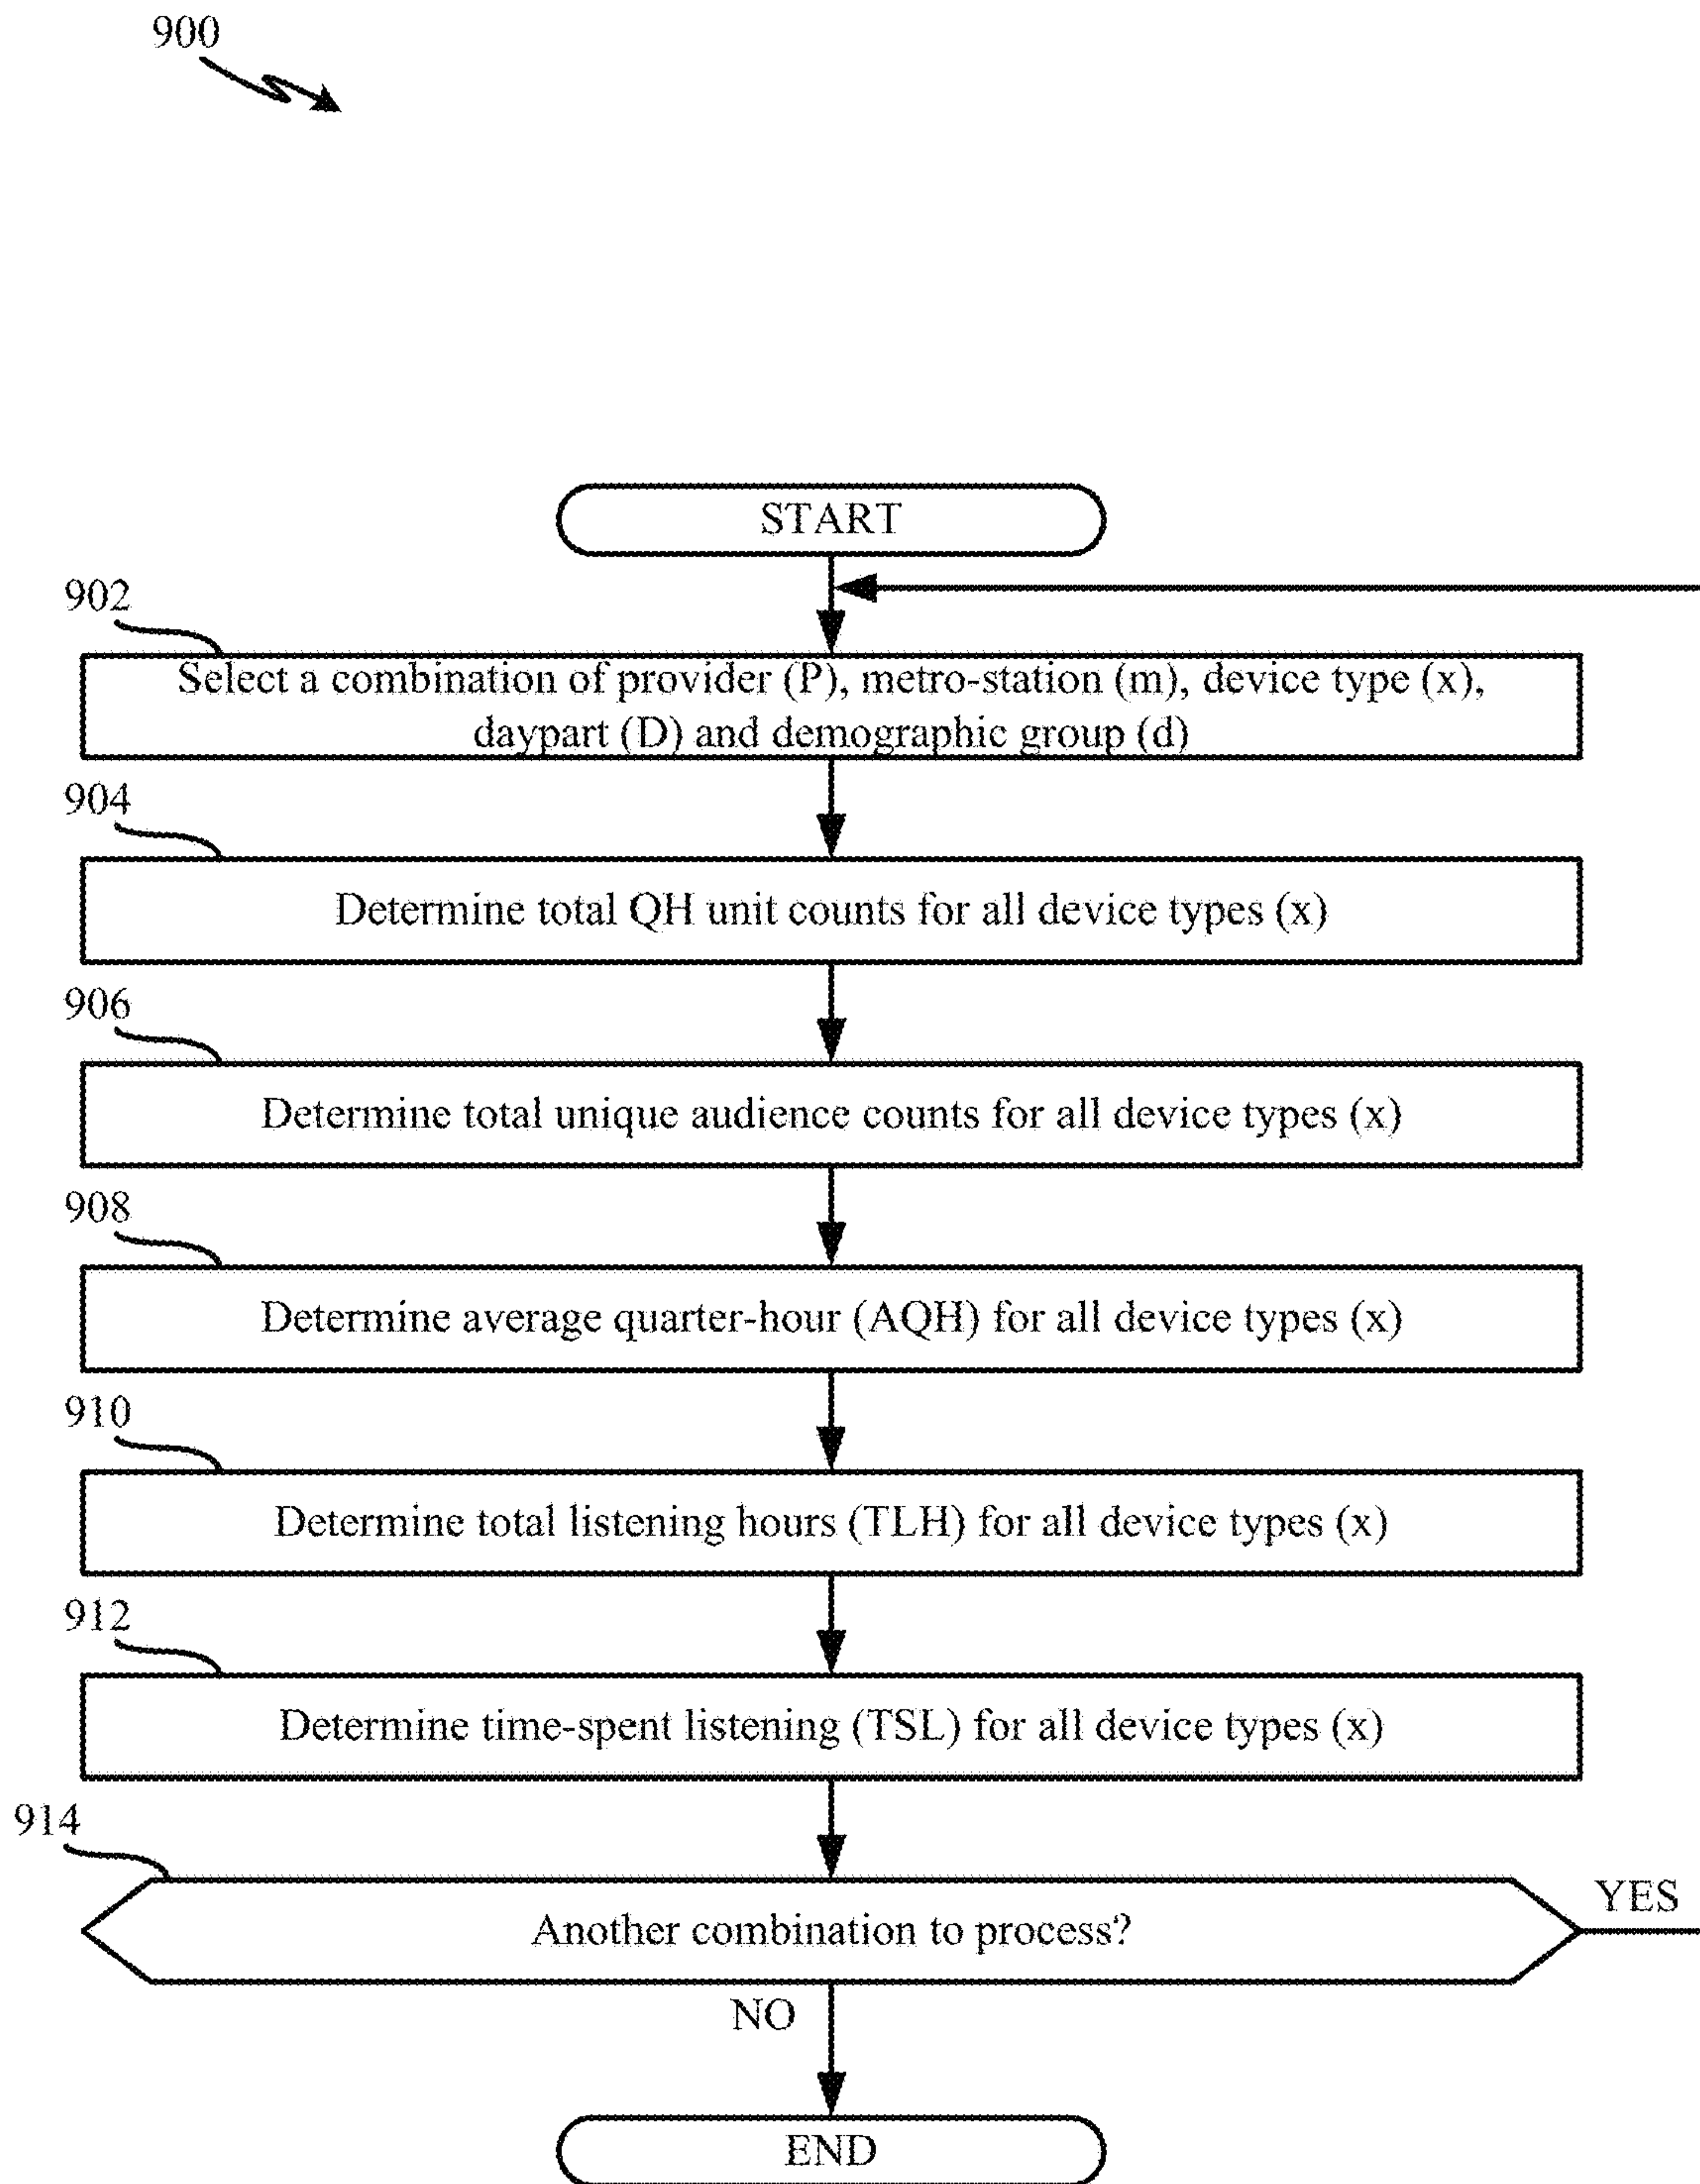 900
START
902
Select a combination of provider (P), metro-station (m), device type (x),
daypart (D) and demographic group (d)
904
Determine total QH unit counts for all device types (x)
906
Determine total unique audience counts for all device types (x)
908
Determine average quarter-hour (AQH) for all device types (x)
910
Determine total listening hours (TLH) for all device types (x)
912
Determine time-spent listening (TSL) for all device types (x)
914
YES
Another combination to process?
NO
END